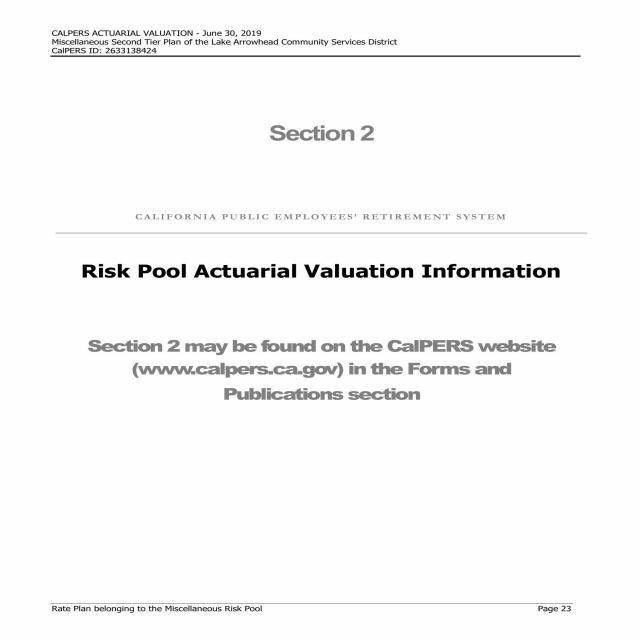 CALPERS ACTUARIAL VALUATION - June 30, 2019
Miscellaneous Second Tier Plan of the Lake Arrowhead Community Services District
CalPERS ID: 2633138424
Section 2
CALIFORNIA PUBLIC EMPLOYEES’ RETIREMENT SYSTEM
Risk Pool Actuarial Valuation Information
Section 2 may be found on the CalPERS website
(www.calpers.ca.gov) in the Forms and
Publications section
Rate Plan belonging to the Miscellaneous Risk Pool Page 23